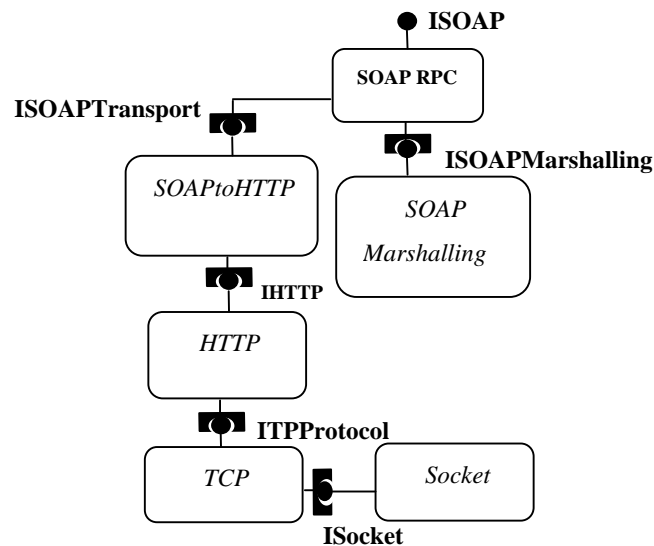 ISOAP
SOAP RPC
ISOAPTransport
ISOAPMarshalling
SOAPtoHTTP
SOAP
Marshalling
IHTTP
HTTP
ITPProtocol
TCP
Socket
ISocket